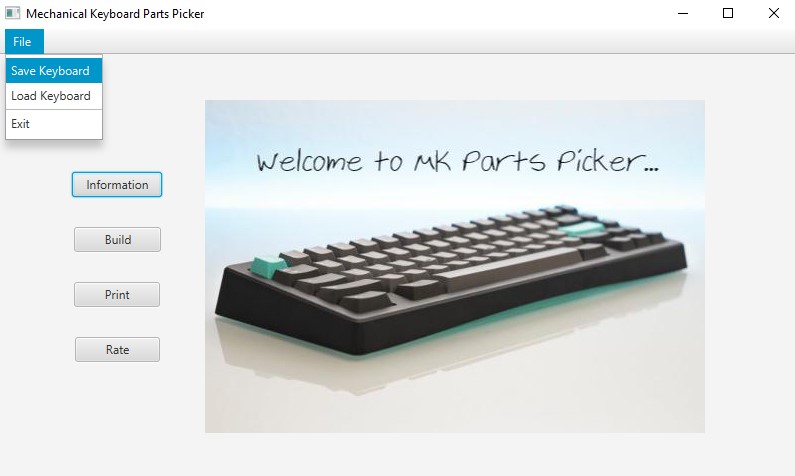 Mechanical Keyboard Parts Picker
File
Save Keyboard
Load Keyboard
Exit
Information
Build
Print
Rate
Welcome to MK Parts Picker...